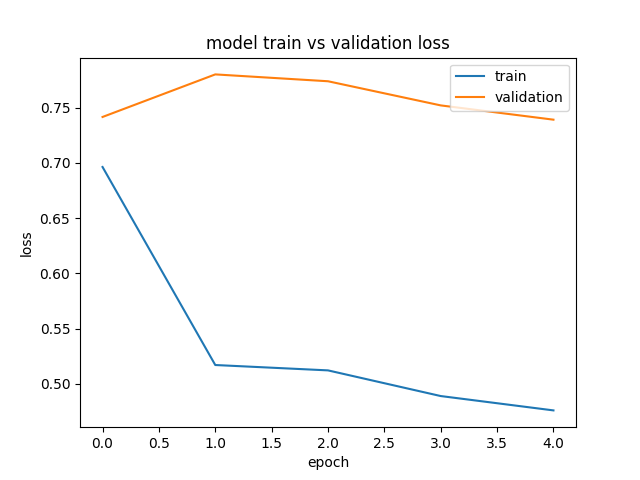 model train vs validation loss
train
validation
0.75
0.70
0.65
0.60
0.55
0.50
loss
0.0 0.5 1.0 1.5 2.0 2.5 3.0 3.5 4.0
epoch